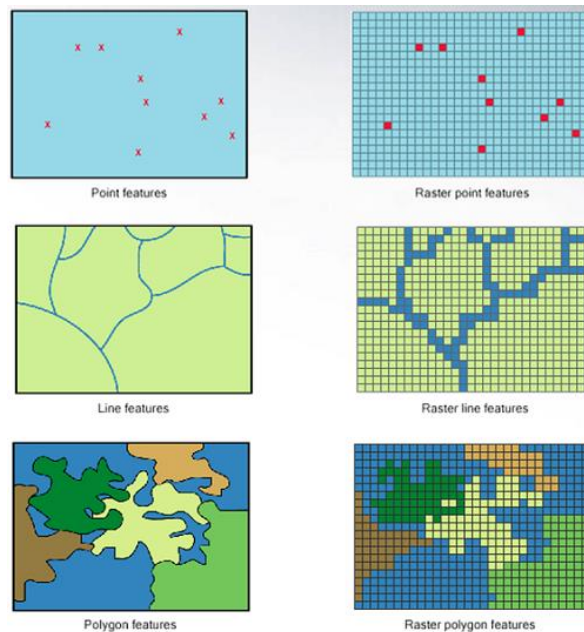 Point features
Raster point features
Line features
Raster line features
Polygon features
Raster polygon features